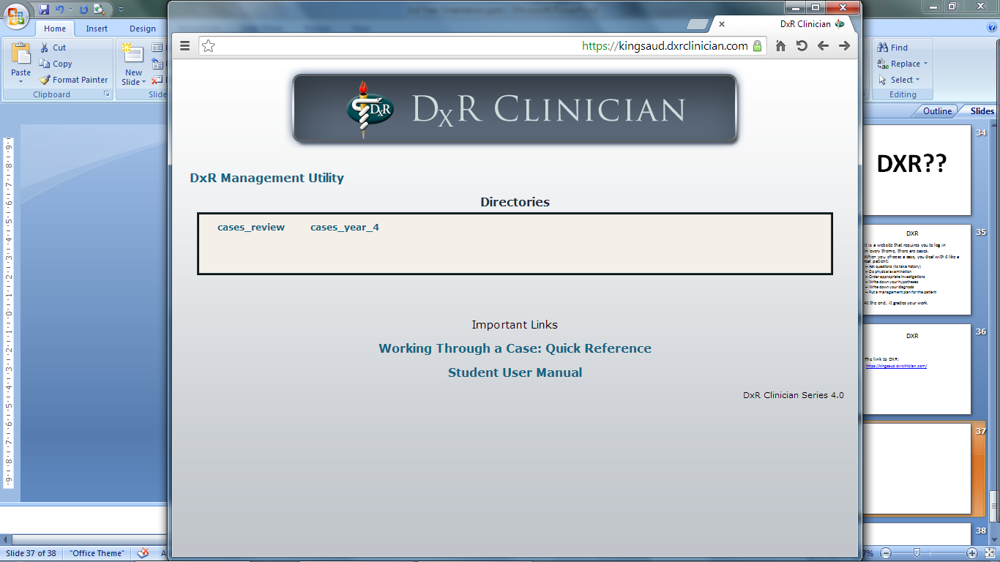 DxR Clinician
https://kingsaud.dxrclinician.com
Home
Insert
Design
Cut
Copy
Paste
Format Painter
Clipboard
New
Slide
Slide
Find
Replace
Select
Editing
Outline
Slides
DXR
DXR CLINICIAN
DxR Management Utility
Directories
cases_review
cases_year_4
Important Links
Working Through a Case: Quick Reference
Student User Manual
DxR Clinician Series 4.0
34
DXR??
35
DXR
It is a website that requires you to log in
In every theme, there are cases.
When you choose a case, you deal with it like a
real patient:
– Ask questions (to take history)
– Do physical examination
– Order appropriate investigations
– Write down your hypotheses
– Write down your diagnosis
– Put a management plan for the patient
At the end, it grades your work.
36
DXR
The link to DXR:
https://kingsaud.dxrclinician.com/
37
38
Slide 37 of 38
"Office Theme"
7%